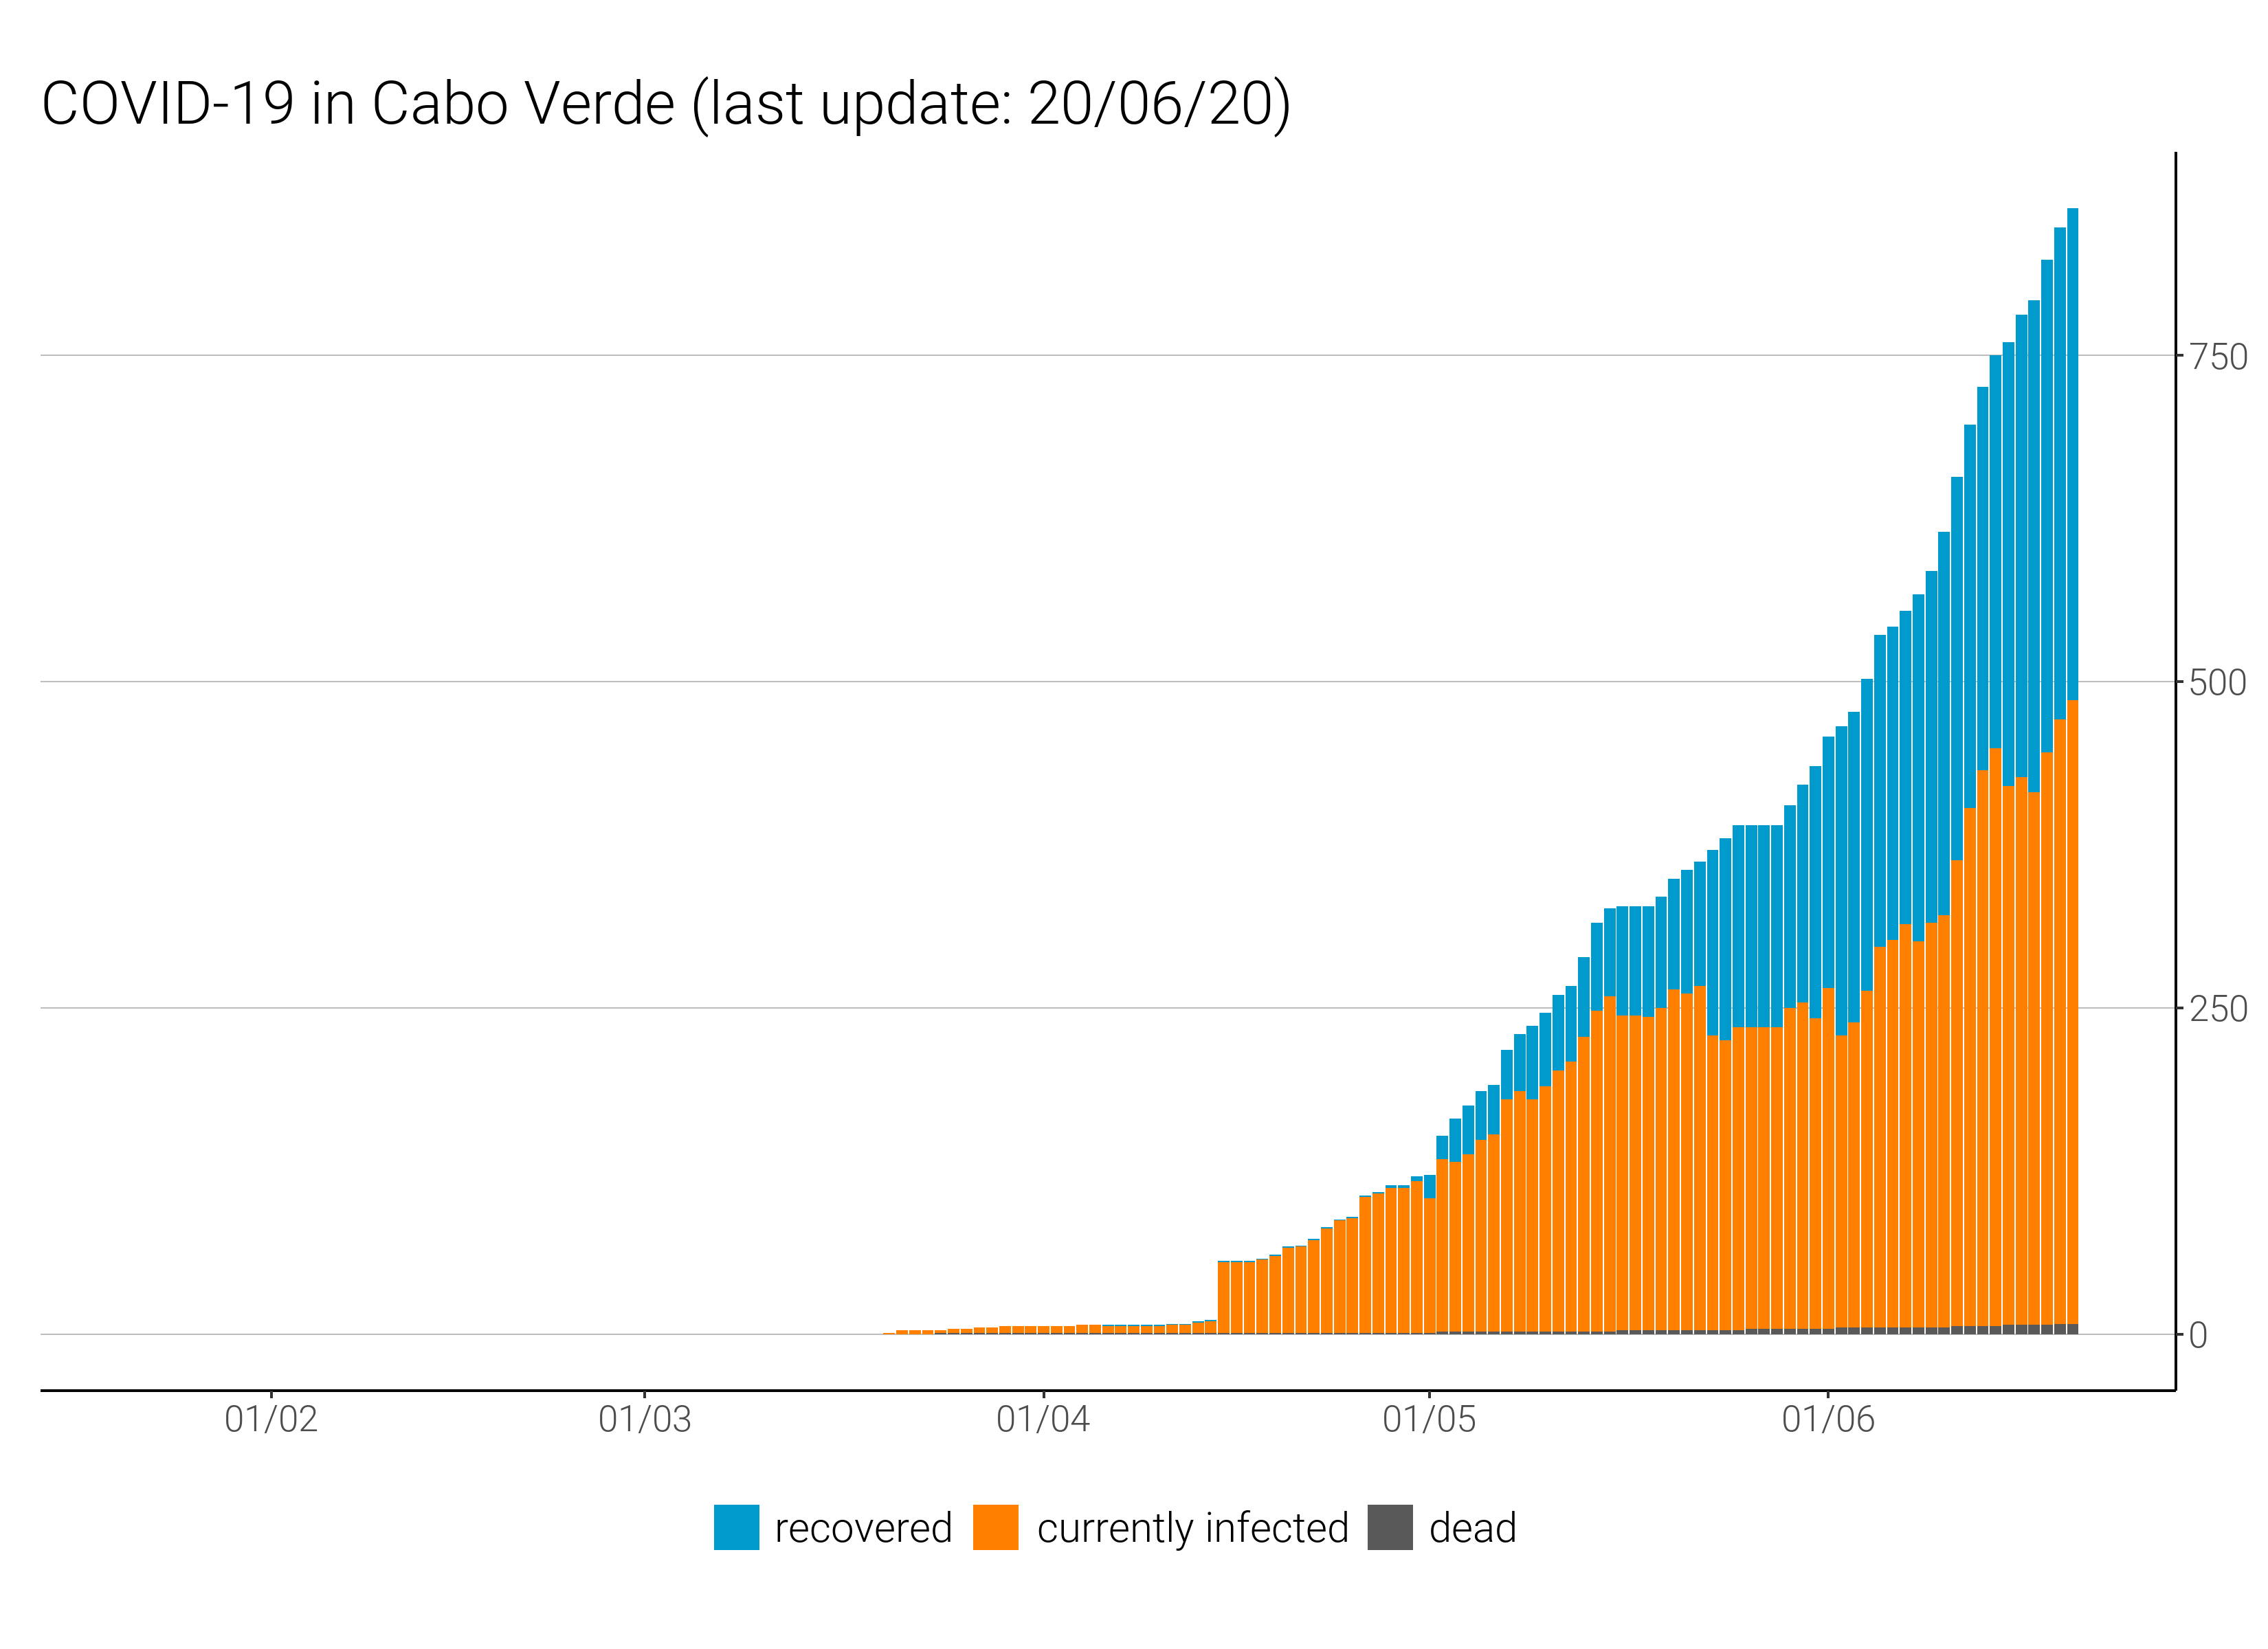 COVID-19 in Cabo Verde (last update: 20/06/20)
750
500
250
0
01/02 01/03 01/04 01/05 01/06
recovered currently infected dead